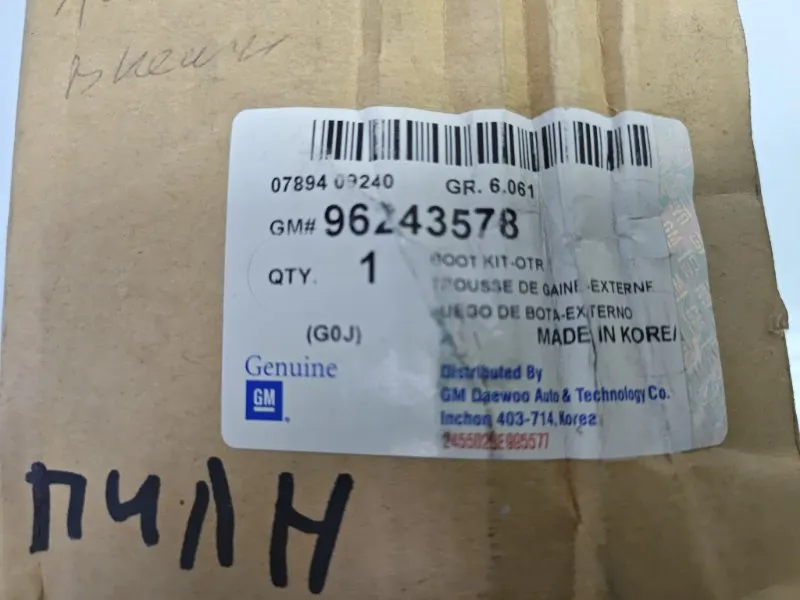 07894 09240 GR. 6.061
GM# 96243578
QTY. 1 BOOT KIT-OTR
TROUSSE DE GAINE-EXTERNE
JUEGO DE BOTA-EXTERNO
(G0J) MADE IN KOREA
Genuine
GM
Distributed By
GM Daewoo Auto & Technology Co.
Inchon 403-714, Korea
ПЧЛН